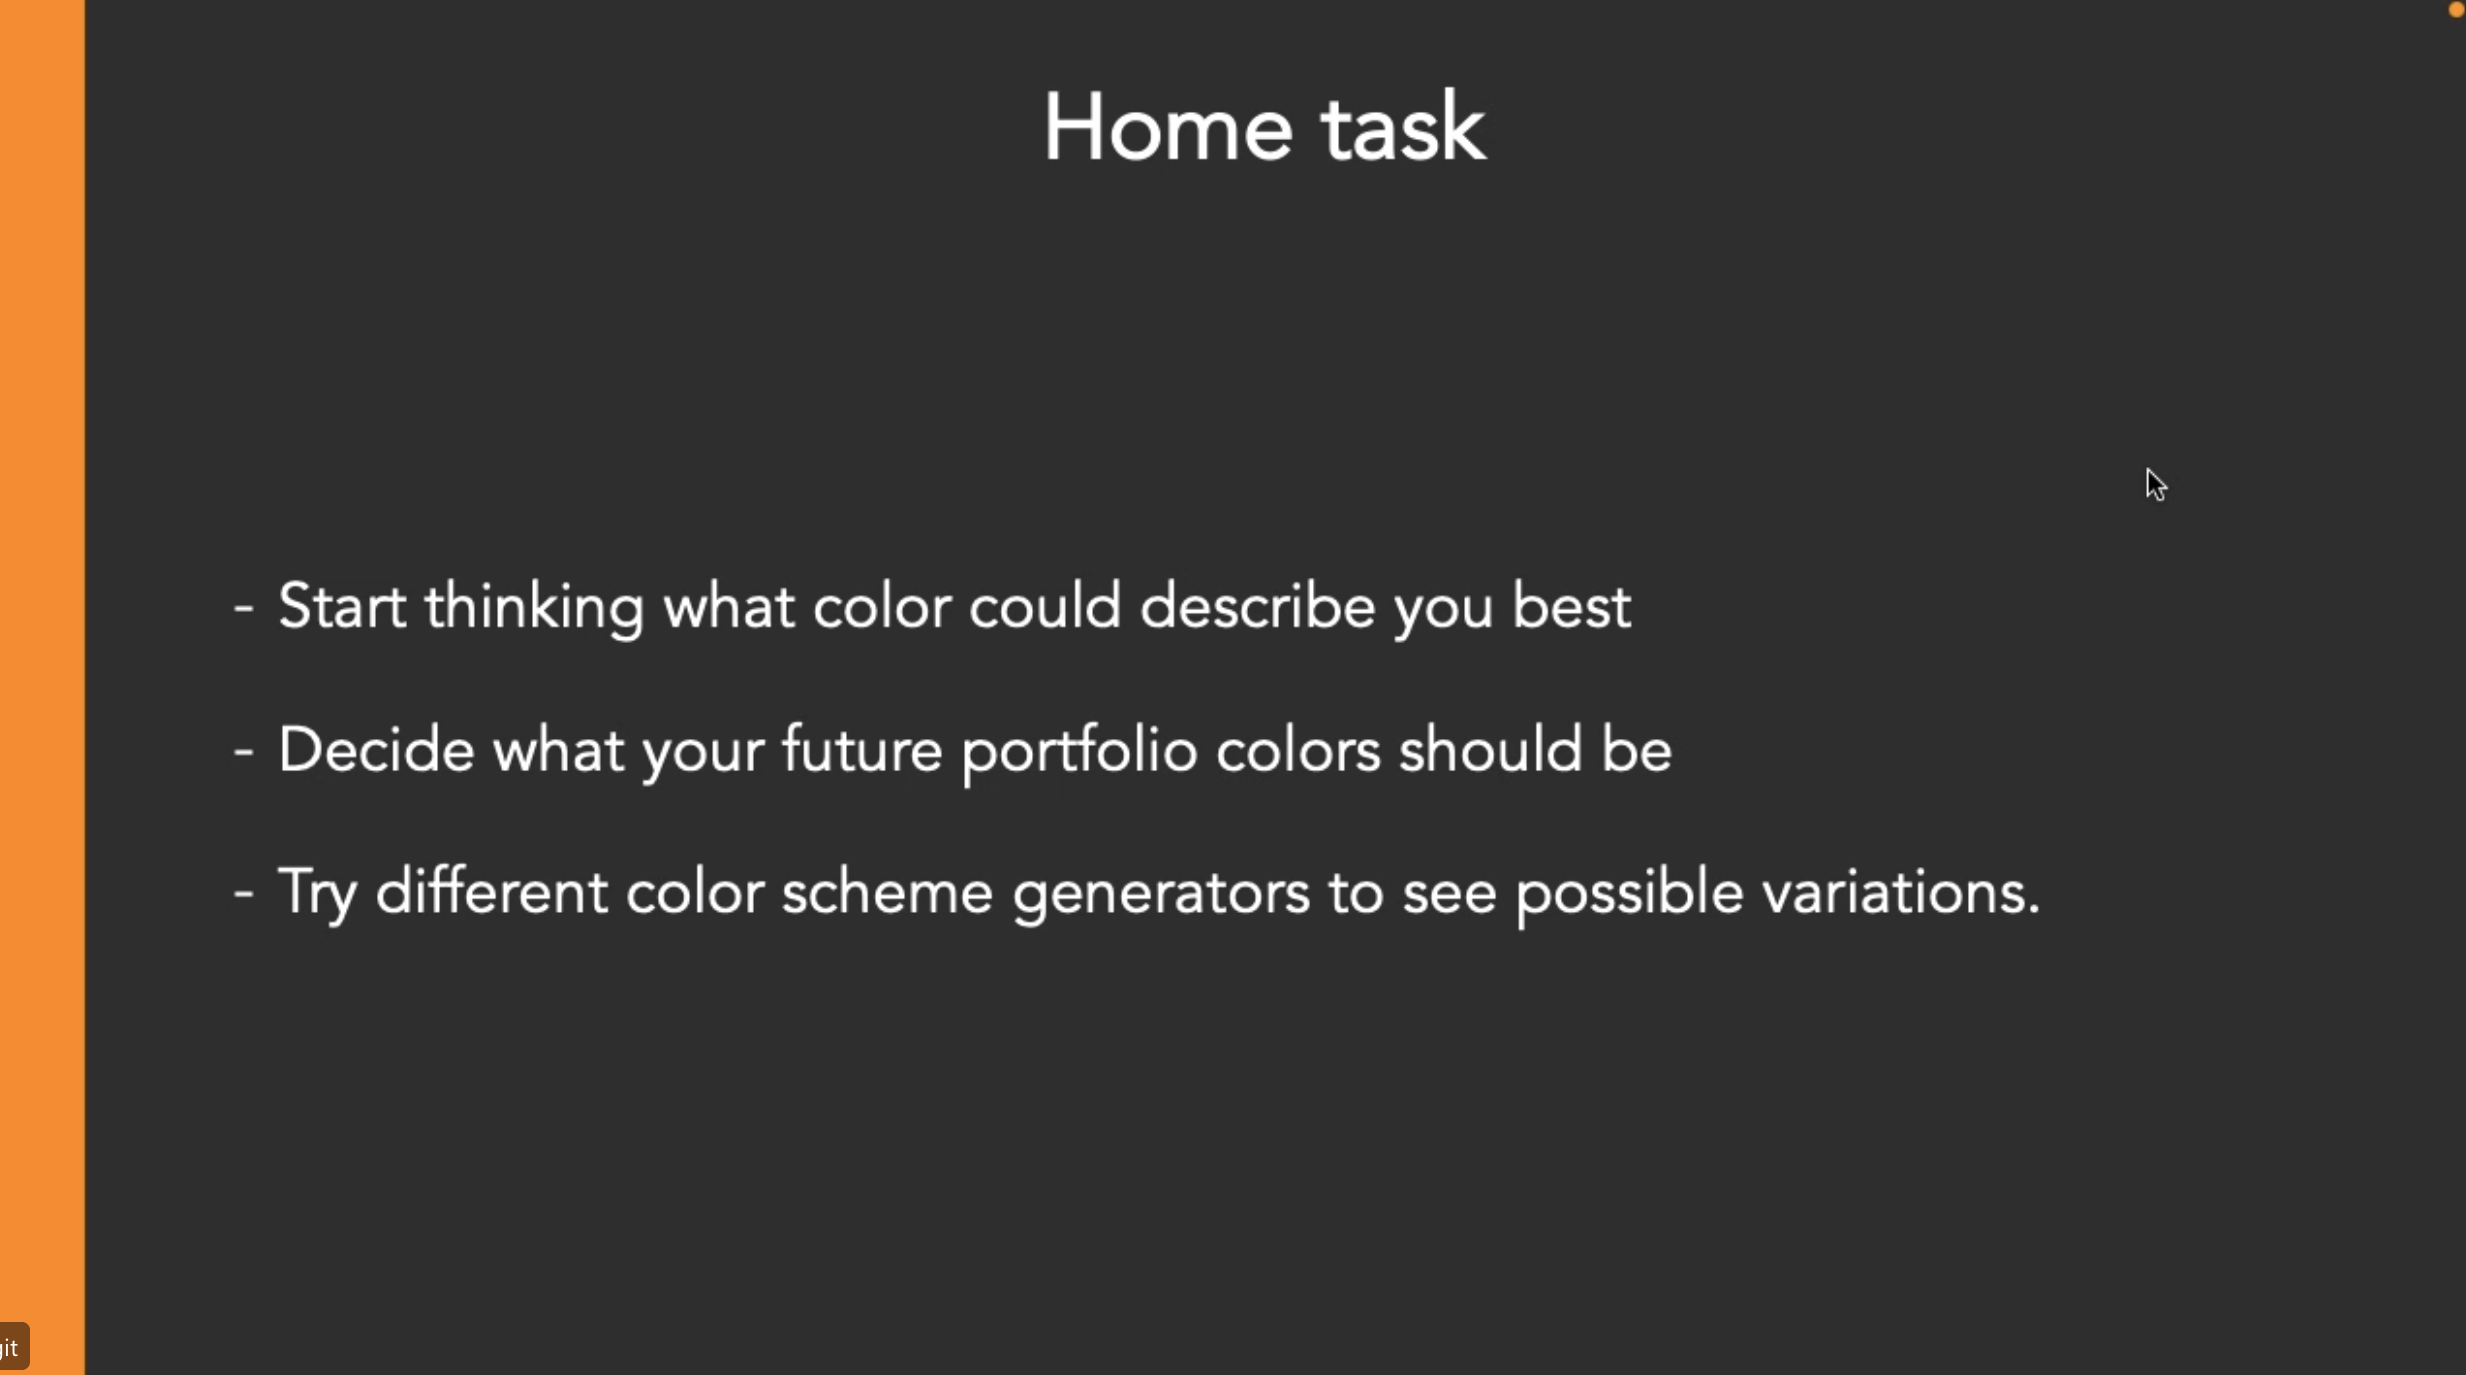 Home task
- Start thinking what color could describe you best
- Decide what your future portfolio colors should be
- Try different color scheme generators to see possible variations.
git